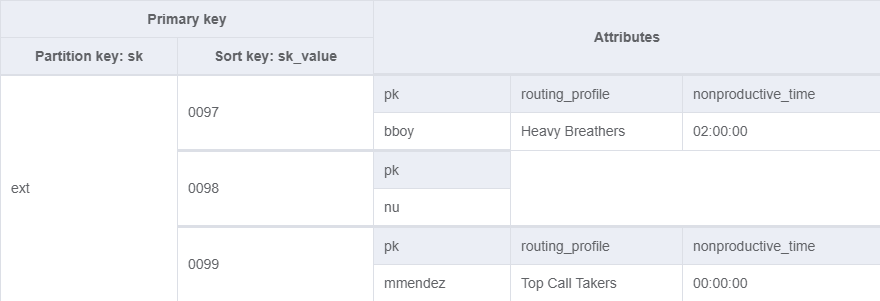 Primary key
Attributes
Partition key: sk
Sort key: sk_value
pk routing_profile nonproductive_time
0097
bboy Heavy Breathers 02:00:00
pk
ext
0098
nu
pk routing_profile nonproductive_time
0099
mmendez Top Call Takers 00:00:00